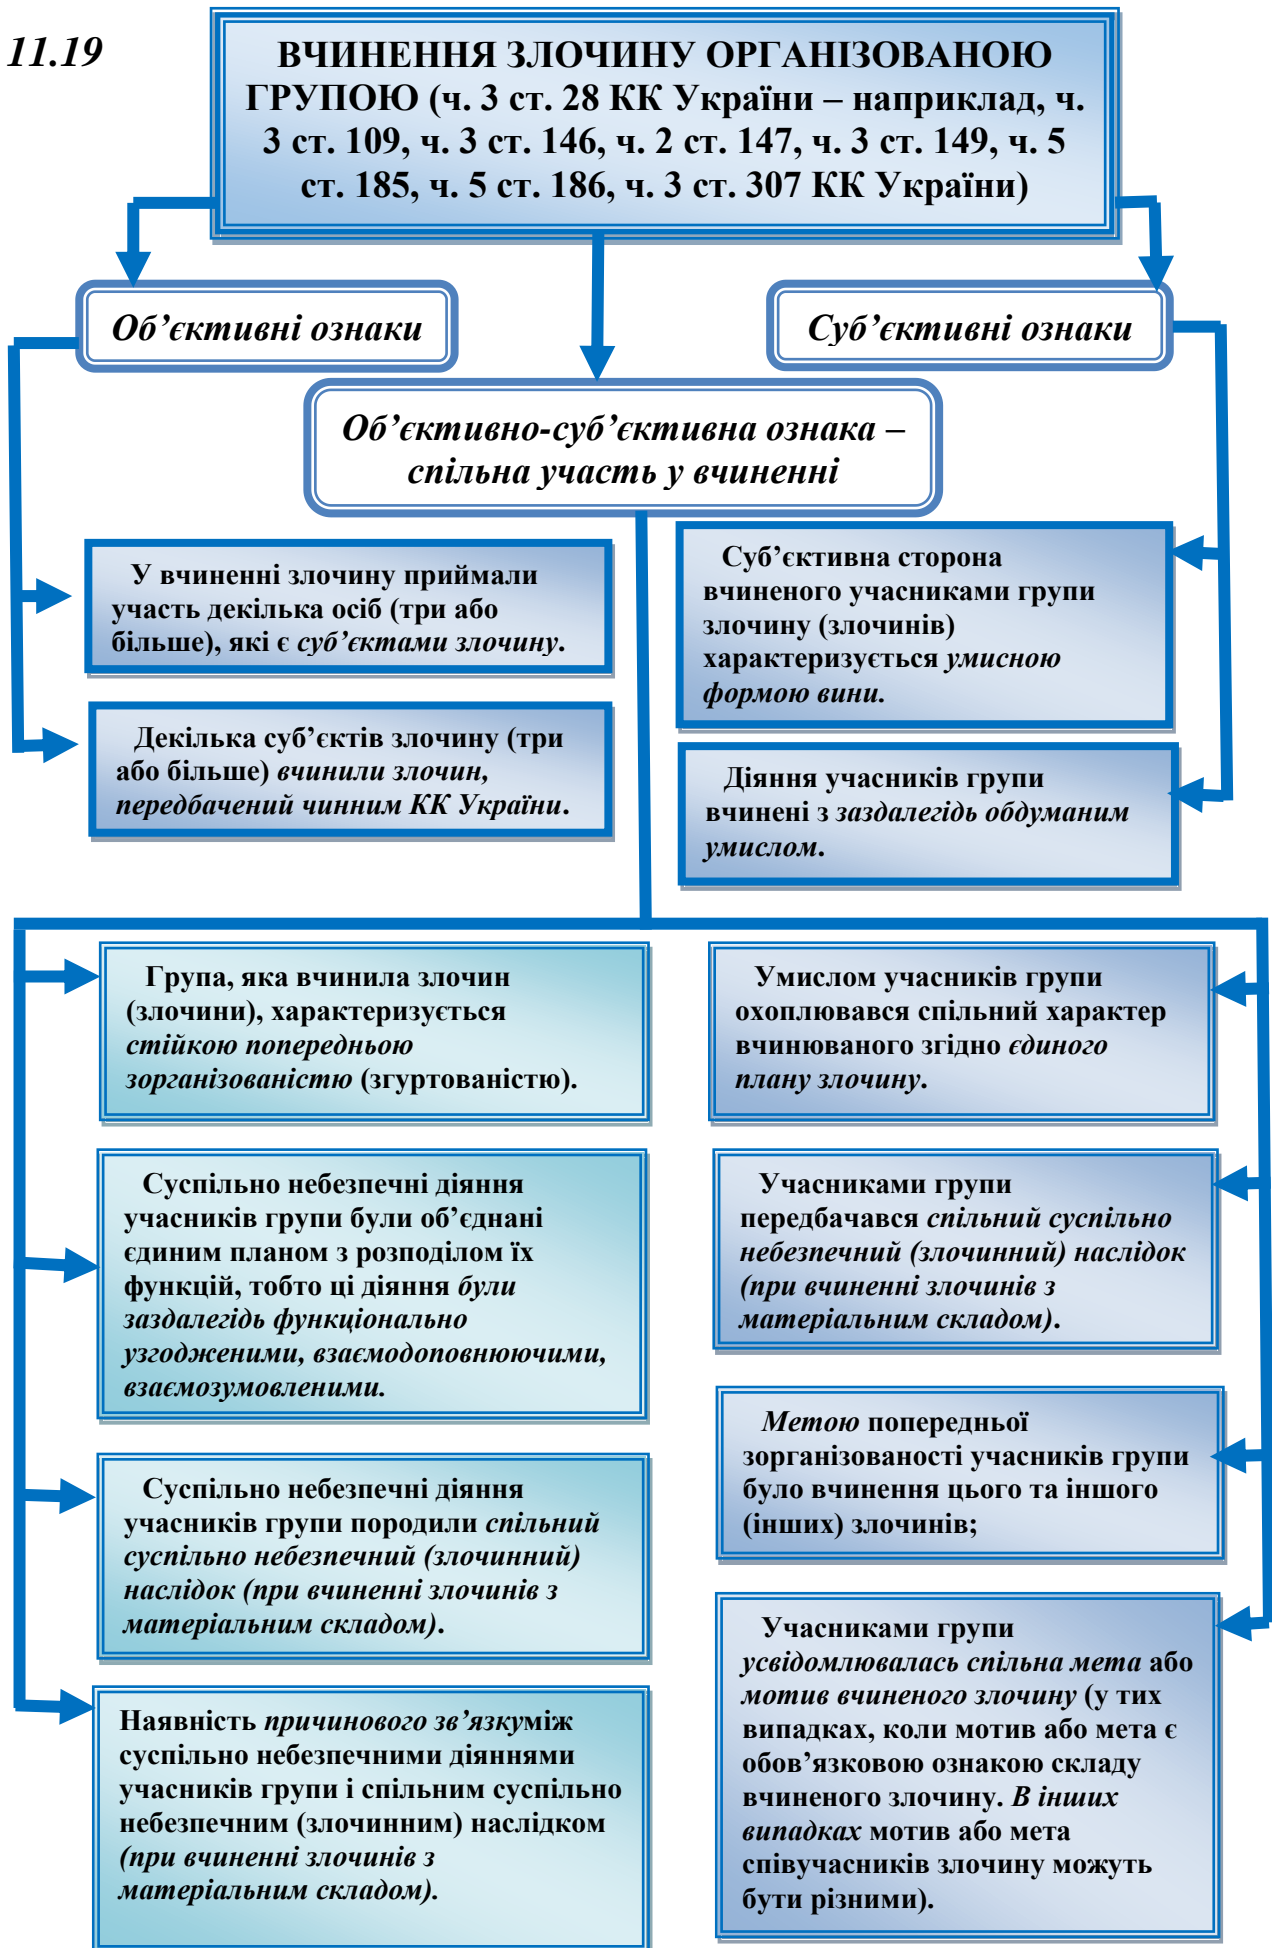 11.19
ВЧИНЕННЯ ЗЛОЧИНУ ОРГАНІЗОВАНОЮ
ГРУПОЮ (ч. 3 ст. 28 КК України – наприклад, ч.
3 ст. 109, ч. 3 ст. 146, ч. 2 ст. 147, ч. 3 ст. 149, ч. 5
ст. 185, ч. 5 ст. 186, ч. 3 ст. 307 КК України)
Об’єктивні ознаки
Суб’єктивні ознаки
Об’єктивно-суб’єктивна ознака –
спільна участь у вчиненні
У вчиненні злочину приймали
участь декілька осіб (три або
більше), які є суб’єктами злочину.
Декілька суб’єктів злочину (три
або більше) вчинили злочин,
передбачений чинним КК України.
Суб’єктивна сторона
вчиненого учасниками групи
злочину (злочинів)
характеризується умисною
формою вини.
Діяння учасників групи
вчинені з заздалегідь обдуманим
умислом.
Група, яка вчинила злочин
(злочини), характеризується
стійкою попередньою
зорганізованістю (згуртованістю).
Суспільно небезпечні діяння
учасників групи були об’єднані
єдиним планом з розподілом їх
функцій, тобто ці діяння були
заздалегідь функціонально
узгодженими, взаємодоповнюючими,
взаємозумовленими.
Суспільно небезпечні діяння
учасників групи породили спільний
суспільно небезпечний (злочинний)
наслідок (при вчиненні злочинів з
матеріальним складом).
Наявність причинового зв’язкуміж
суспільно небезпечними діяннями
учасників групи і спільним суспільно
небезпечним (злочинним) наслідком
(при вчиненні злочинів з
матеріальним складом).
Умислом учасників групи
охоплювався спільний характер
вчинюваного згідно єдиного
плану злочину.
Учасниками групи
передбачався спільний суспільно
небезпечний (злочинний) наслідок
(при вчиненні злочинів з
матеріальним складом).
Метою попередньої
зорганізованості учасників групи
було вчинення цього та іншого
(інших) злочинів;
Учасниками групи
усвідомлювалась спільна мета або
мотив вчиненого злочину (у тих
випадках, коли мотив або мета є
обов’язковою ознакою складу
вчиненого злочину. В інших
випадках мотив або мета
співучасників злочину можуть
бути різними).